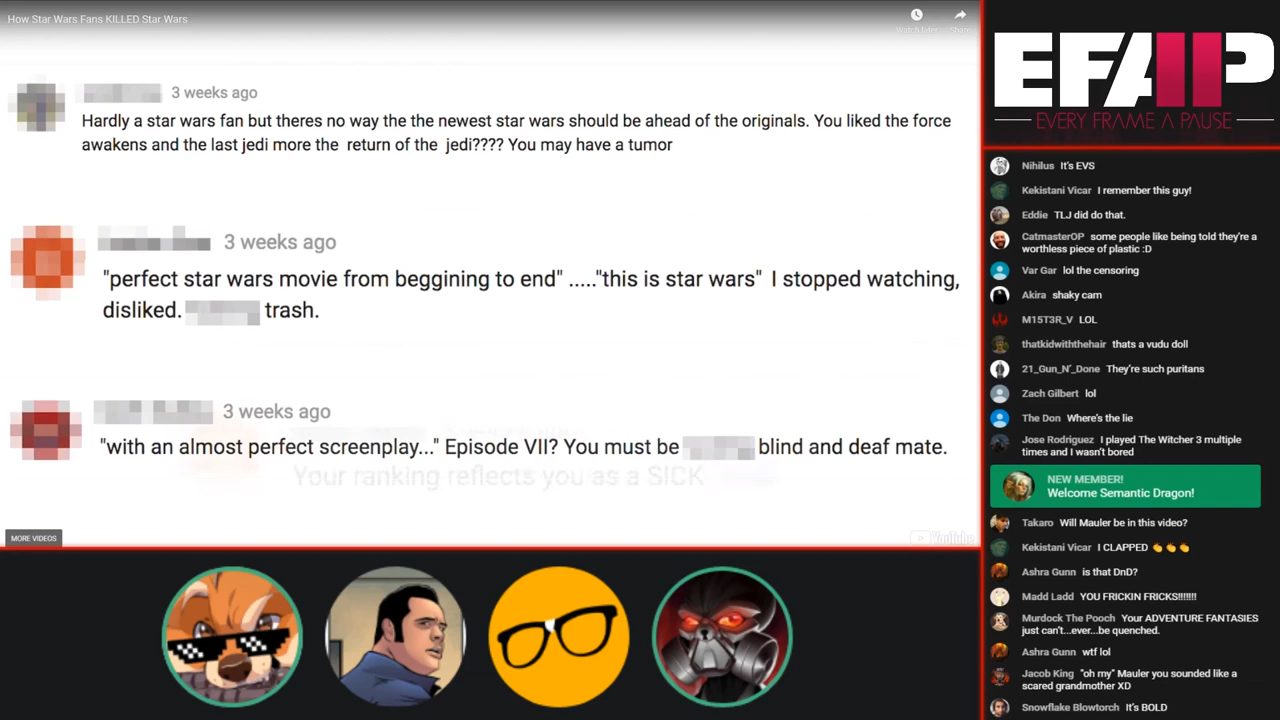 How Star Wars Fans KILLED Star Wars
Watch later
Share
3 weeks ago
Hardly a star wars fan but theres no way tht the newest star wars should be ahead of the originals. You liked the force
awakens and the last jedi more the return of the jedi???? You may have a tumor
3 weeks ago
"perfect star wars movie from beggining to end" ....."this is star wars" I stopped watching,
disliked. trash.
3 weeks ago
"with an almost perfect screenplay..." Episode VII? You must be blind and deaf mate.
Your ranking reflects you as a SICK
MORE VIDEOS
YouTube
EFAP
EVERY FRAME A PAUSE
Nihilus It's EVS
Kekistani Vicar I remember this guy!
Eddie TLJ did do that.
CatmasterOP some people like being told they're a
worthless piece of plastic :D
Var Gar lol the censoring
Akira shaky cam
M15T3R_V LOL
thatkidwiththehair thats a vudu doll
21_Gun_N'_Done They're such puritans
Zach Gilbert lol
The Don Where's the lie
Jose Rodriguez I played The Witcher 3 multiple
times and I wasn't bored
NEW MEMBER!
Welcome Semantic Dragon!
Takaro Will Mauler be in this video?
Kekistani Vicar I CLAPPED 👏👏👏
Ashra Gunn is that DnD?
Madd Ladd YOU FRICKIN FRICKS!!!!!!!
Murdock The Pooch Your ADVENTURE FANTASIES
just can't...ever...be quenched.
Ashra Gunn wtf lol
Jacob King "oh my" Mauler you sounded like a
scared grandmother XD
Snowflake Blowtorch It's BOLD